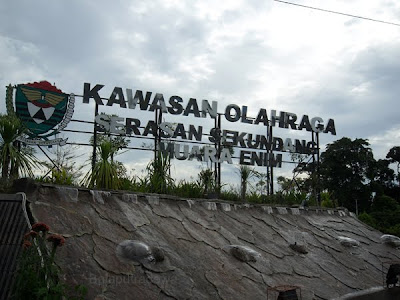 KAWASAN OLAHRAGA
SERASAN SEKUNDANG
MUARA ENIM